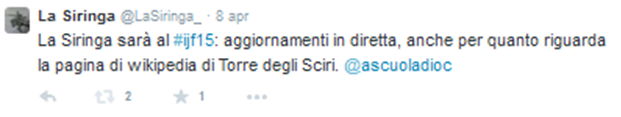 La Siringa @LaSiringa_ · 8 apr
La Siringa sarà al #ijf15: aggiornamenti in diretta, anche per quanto riguarda
la pagina di wikipedia di Torre degli Sciri. @ascuoladioc
2 1